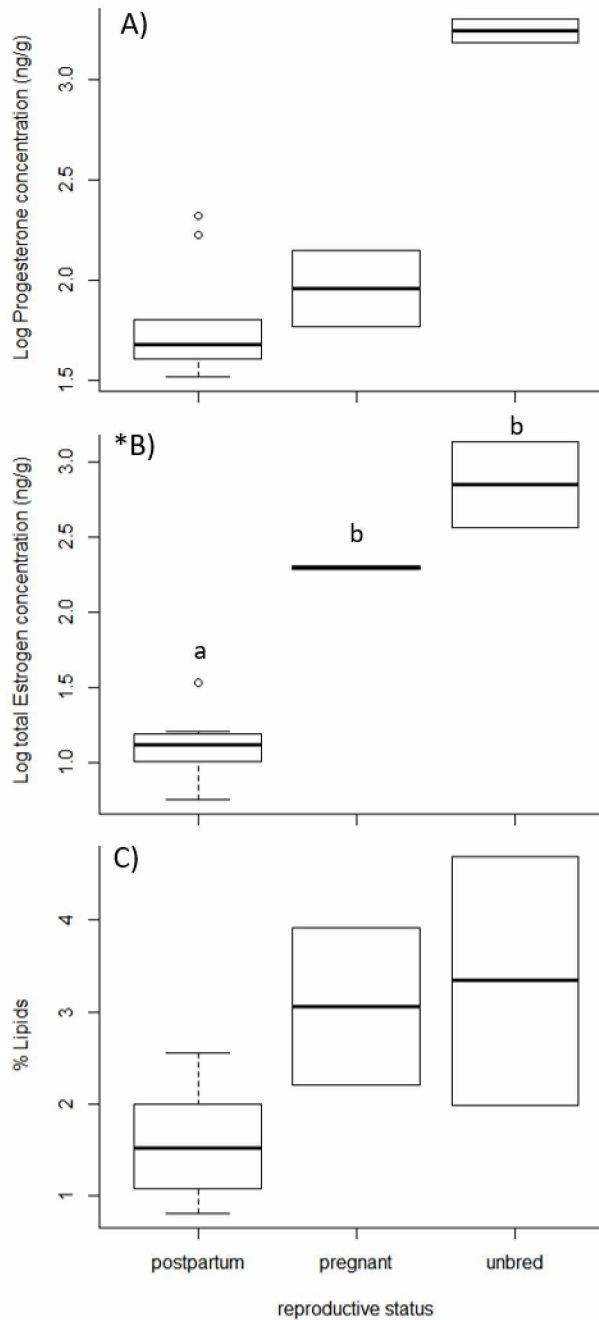 A)
Log Progesterone concentration (ng/g)
3.0
2.5
2.0
1.5
*B)
Log total Estrogen concentration (ng/g)
3.0
2.5
2.0
1.5
1.0
a
b
b
C)
% Lipids
4
3
2
1
postpartum pregnant unbred
reproductive status